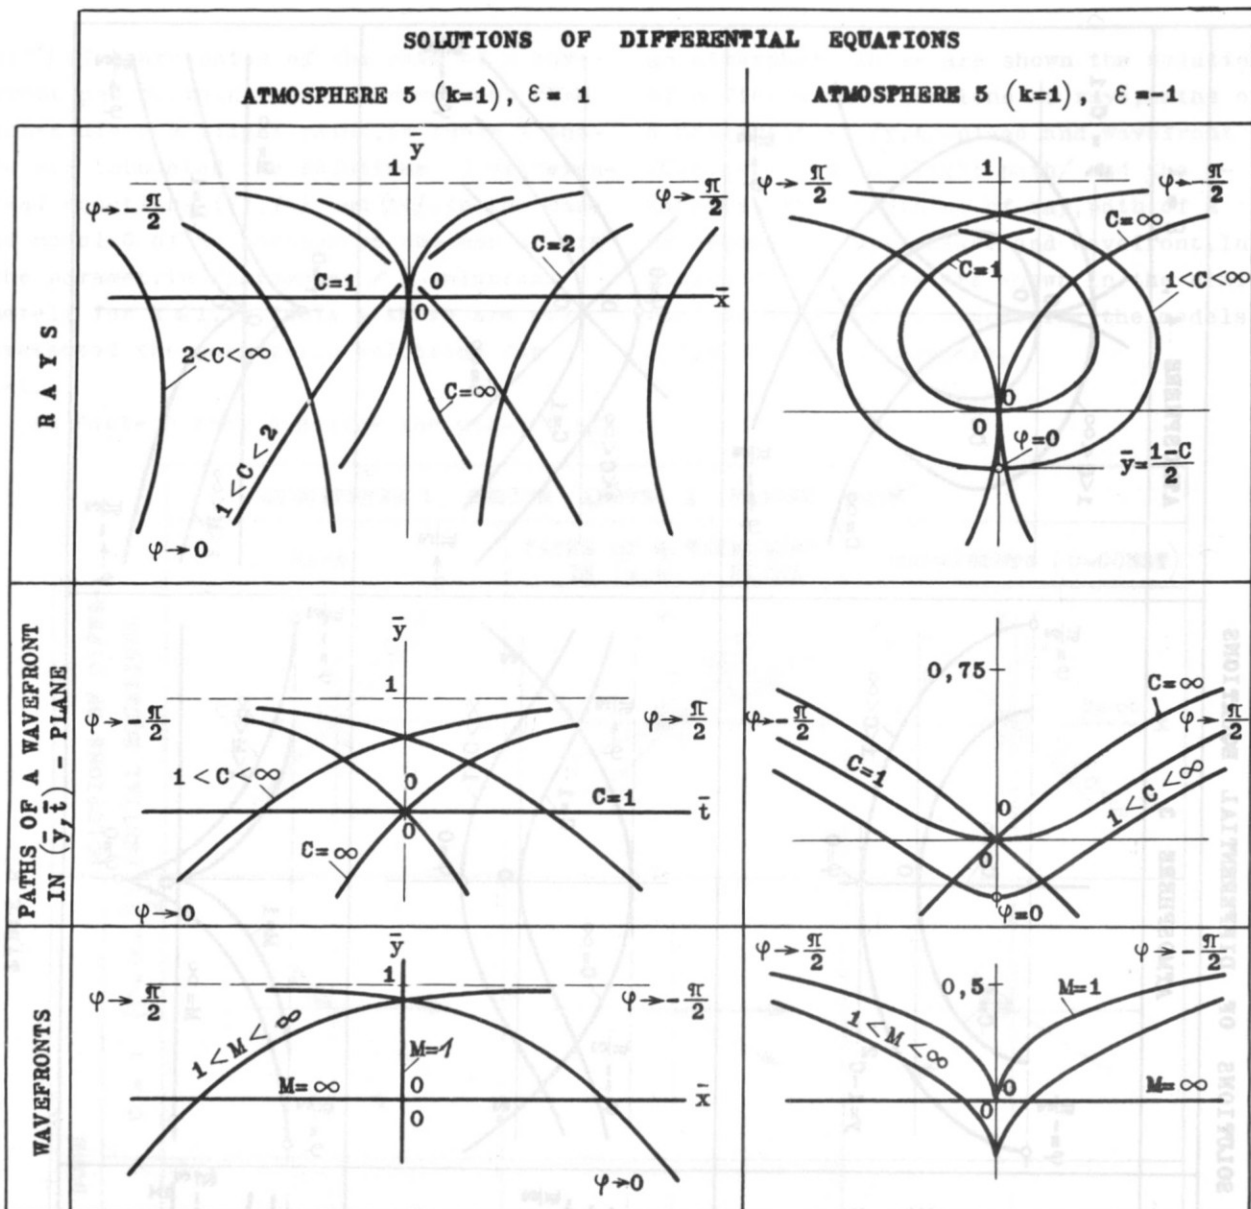 SOLUTIONS OF DIFFERENTIAL EQUATIONS
ATMOSPHERE 5 (k=1), ε=1
ATMOSPHERE 5 (k=1), ε=-1
RAYS
ȳ
1
φ→-π/2
φ→π/2
C=2
C=1
0
0
x̄
2<C<∞
C=∞
1<C<2
φ→0
1
φ→π/2
φ→-π/2
C=∞
C=1
1<C<∞
0
0
φ=0
ȳ=1-C/2
PATHS OF A WAVEFRONT
IN (ȳ,t̄) - PLANE
ȳ
1
φ→-π/2
φ→π/2
1<C<∞
0
C=1
t̄
0
C=∞
φ→0
0,75
C=∞
φ→-π/2
φ→π/2
C=1
1<C<∞
0
0
φ=0
WAVEFRONTS
ȳ
1
φ→π/2
φ→-π/2
1<M<∞
M=1
M=∞
0
0
x̄
φ→0
φ→π/2
φ→-π/2
0,5
M=1
1<M<∞
0
M=∞
0